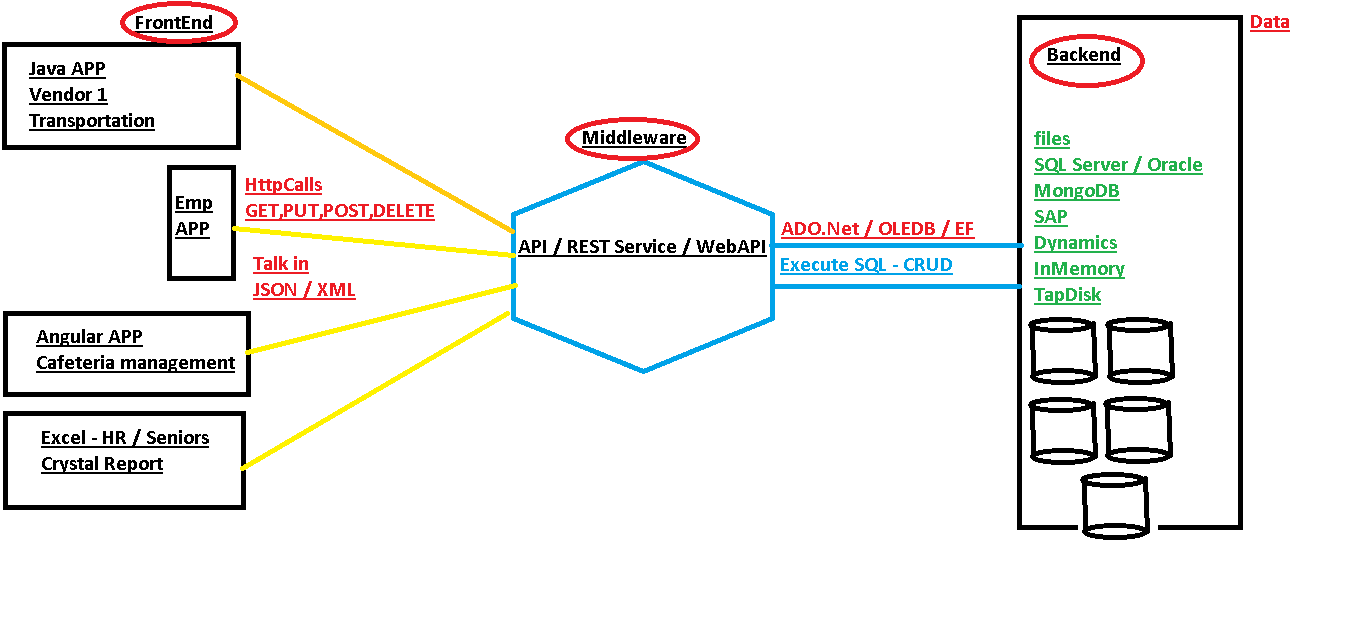 FrontEnd
Java APP
Vendor 1
Transportation
Emp
APP
HttpCalls
GET,PUT,POST,DELETE
Talk in
JSON / XML
Angular APP
Cafeteria management
Excel - HR / Seniors
Crystal Report
Middleware
API / REST Service / WebAPI
ADO.Net / OLEDB / EF
Execute SQL - CRUD
Data
Backend
files
SQL Server / Oracle
MongoDB
SAP
Dynamics
InMemory
TapDisk